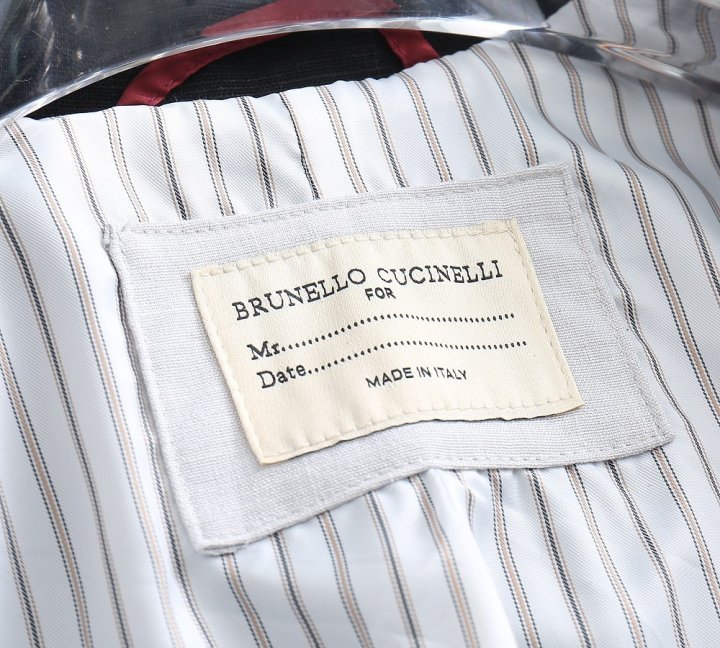 BRUNELLO CUCINELLI
FOR
Mr..............................................
Date..........................................
MADE IN ITALY